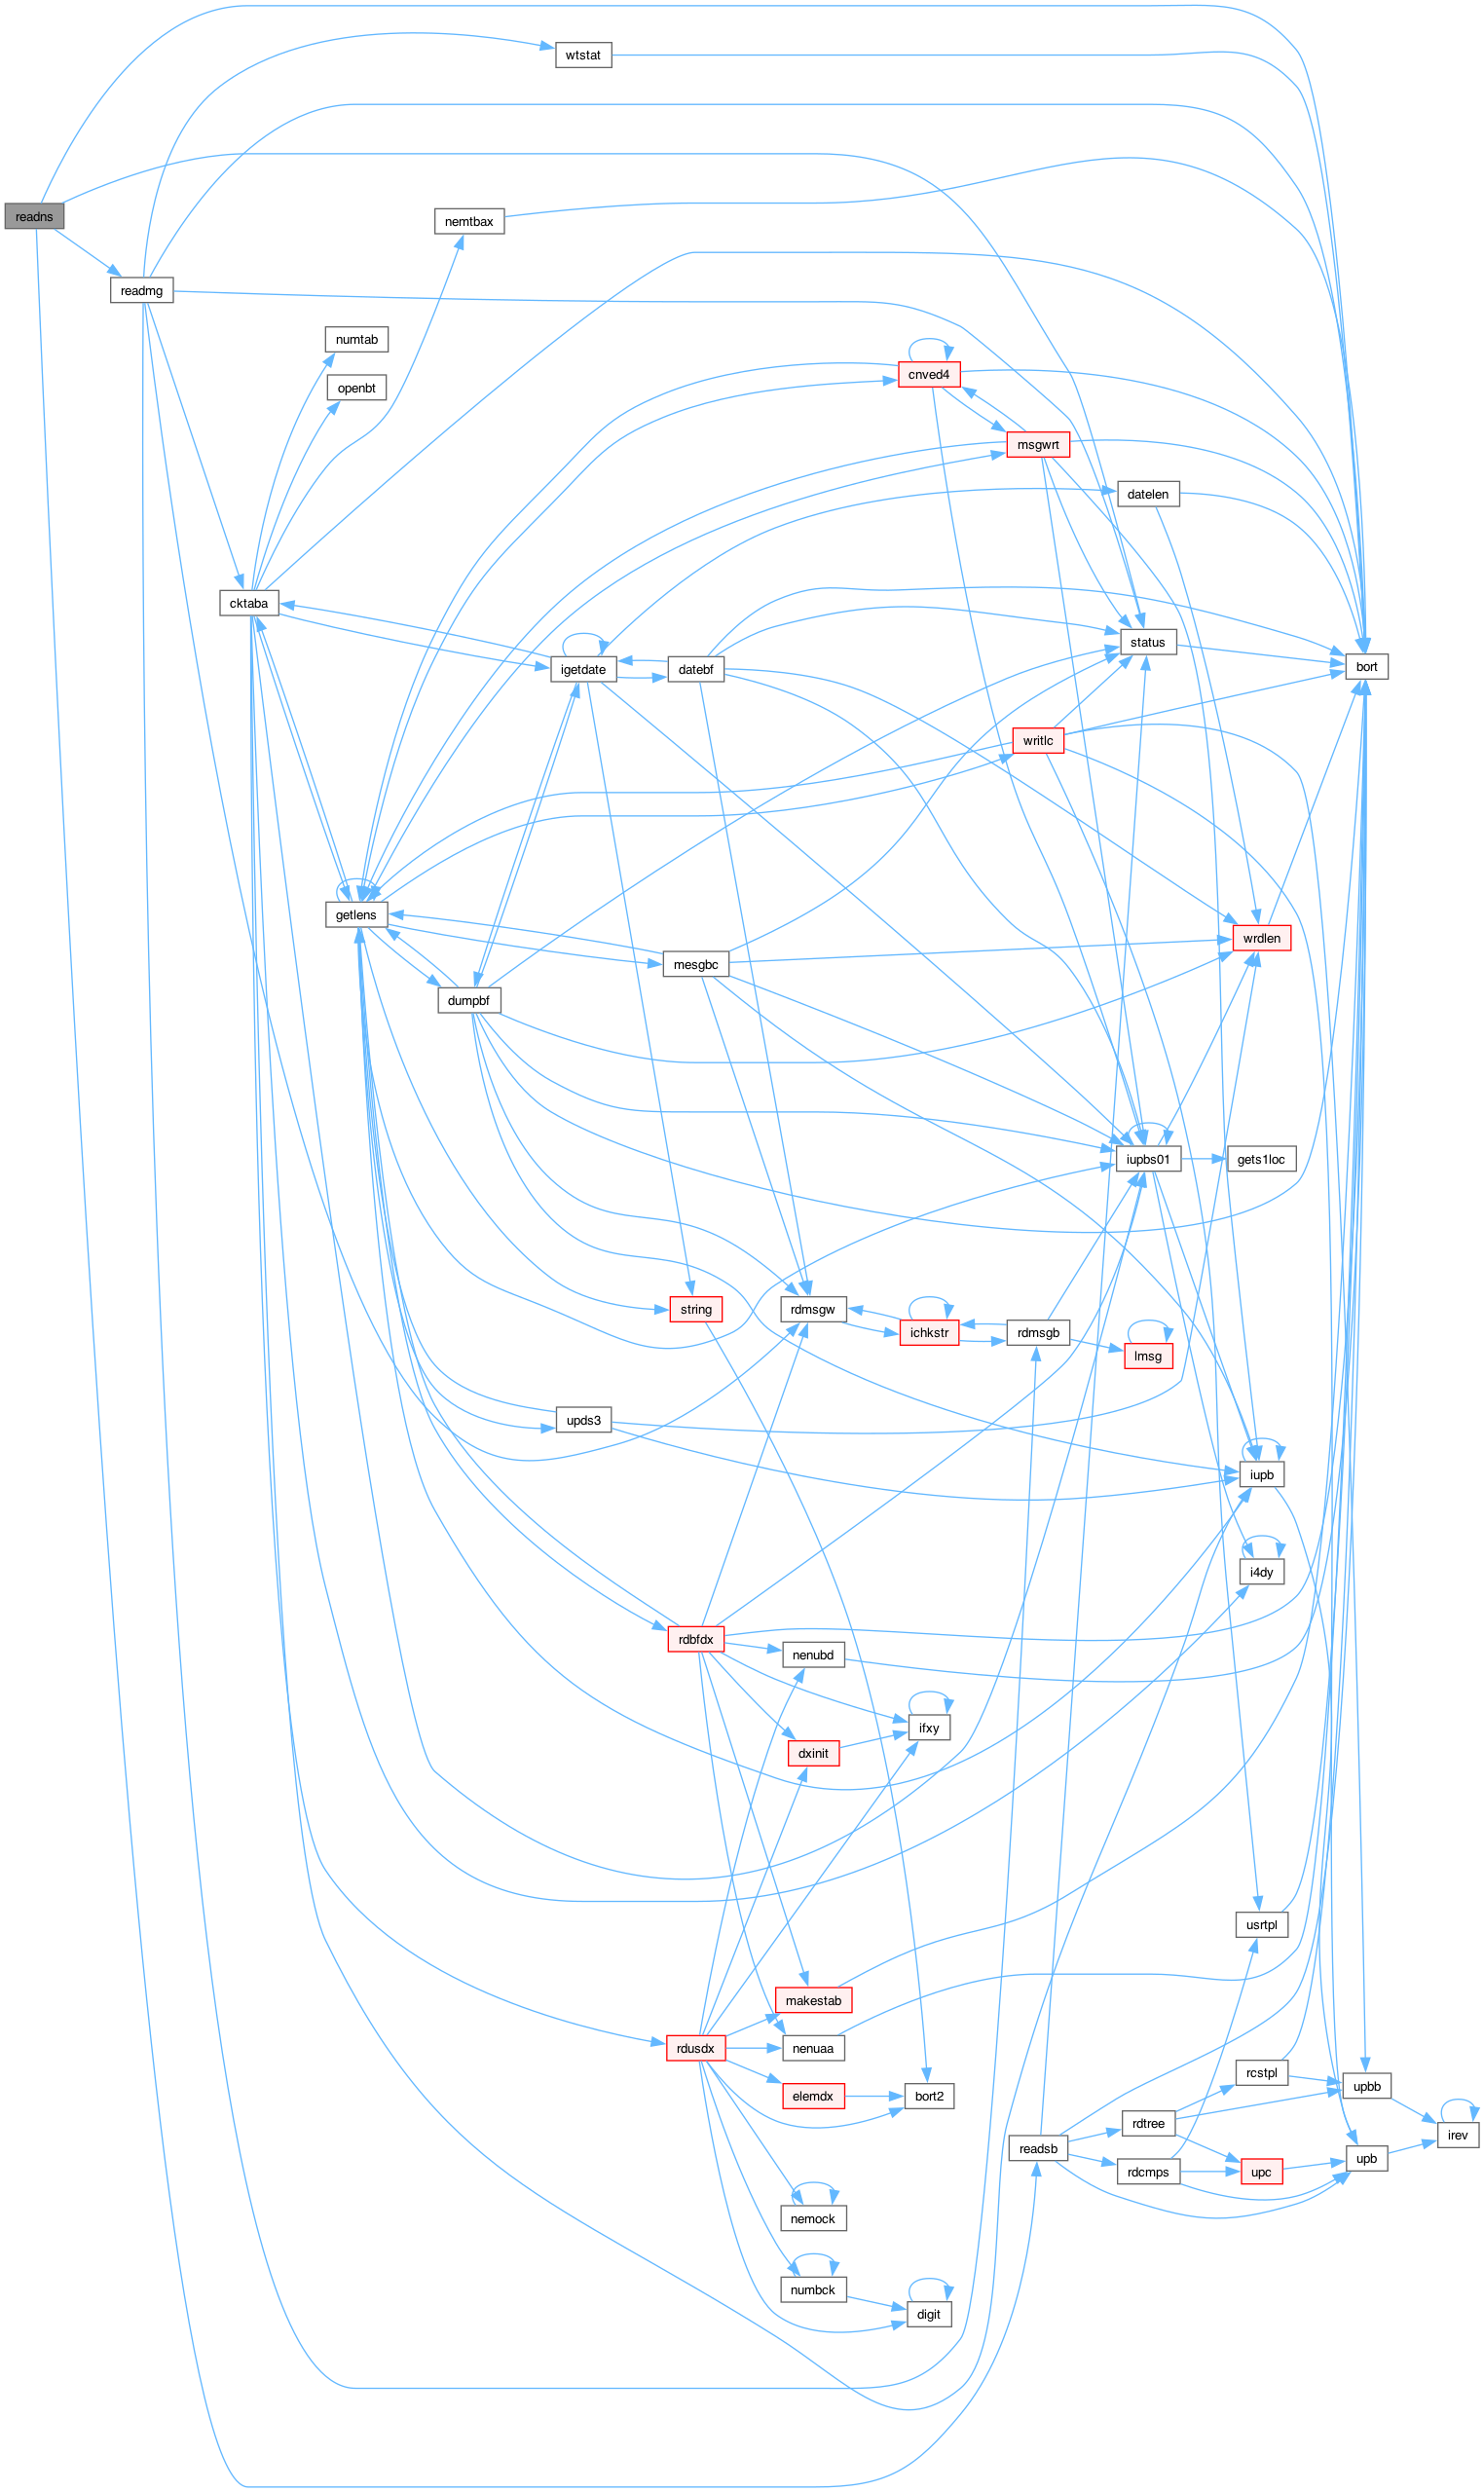 readns
readmg
wtstat
nemtbax
numtab
openbt
cktaba
cnved4
msgwrt
datelen
igetdate
datebf
status
bort
writlc
getlens
dumpbf
mesgbc
wrdlen
iupbs01
gets1loc
string
rdmsgw
ichkstr
rdmsgb
lmsg
upds3
iupb
i4dy
rdbfdx
nenubd
ifxy
dxinit
usrtpl
makestab
rdusdx
nenuaa
elemdx
bort2
readsb
rdtree
rdcmps
rcstpl
upc
upbb
upb
irev
nemock
numbck
digit